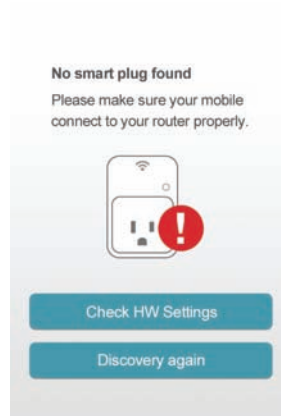 No smart plug found
Please make sure your mobile
connect to your router properly.
Check HW Settings
Discovery again